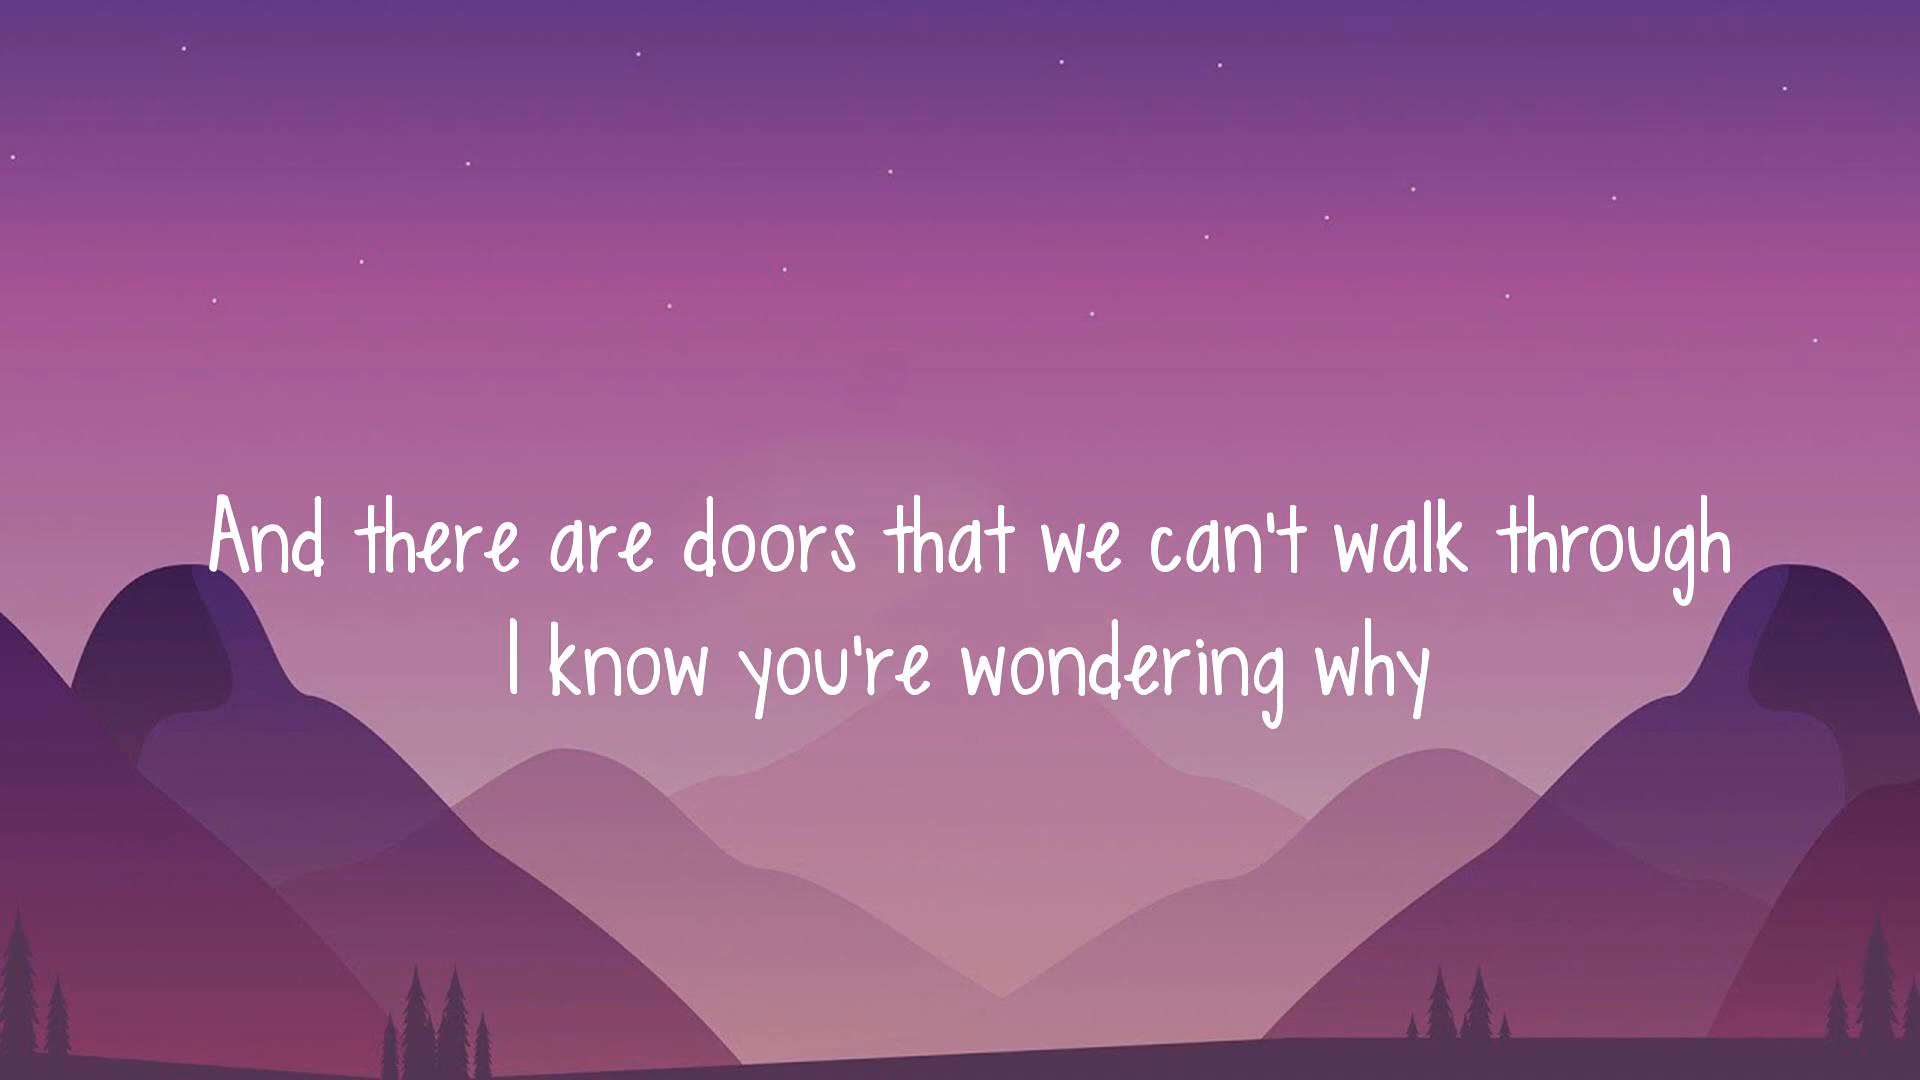 And there are doors that we can't walk through
I know you're wondering why